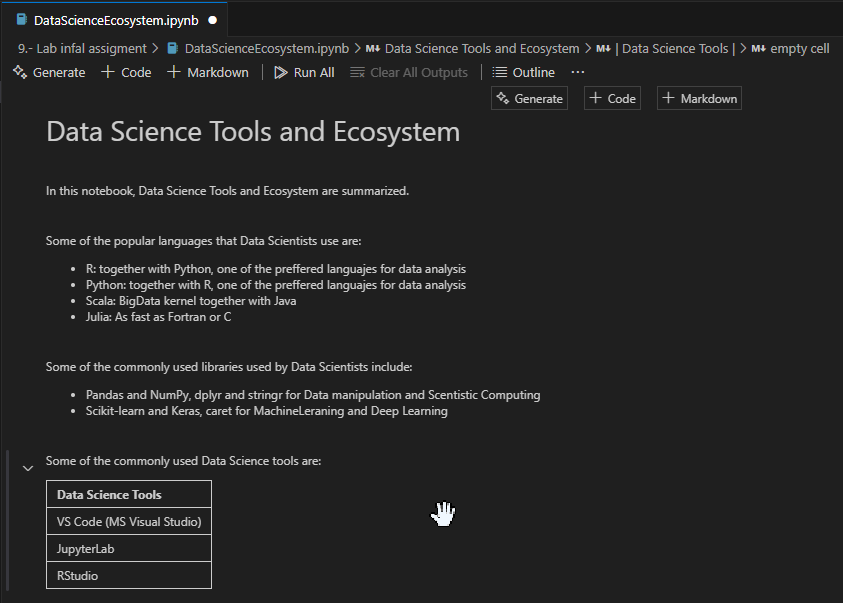 DataScienceEcosystem.ipynb
9.- Lab infal assigment > DataScienceEcosystem.ipynb > M↓ Data Science Tools and Ecosystem > M↓ | Data Science Tools | > M↓ empty cell
Generate + Code + Markdown | Run All Clear All Outputs | Outline ...
Generate + Code + Markdown
Data Science Tools and Ecosystem
In this notebook, Data Science Tools and Ecosystem are summarized.
Some of the popular languages that Data Scientists use are:
• R: together with Python, one of the preffered languajes for data analysis
• Python: together with R, one of the preffered languajes for data analysis
• Scala: BigData kernel together with Java
• Julia: As fast as Fortran or C
Some of the commonly used libraries used by Data Scientists include:
• Pandas and NumPy, dplyr and stringr for Data manipulation and Scentistic Computing
• Scikit-learn and Keras, caret for MachineLeraning and Deep Learning
Some of the commonly used Data Science tools are:
Data Science Tools
VS Code (MS Visual Studio)
JupyterLab
RStudio